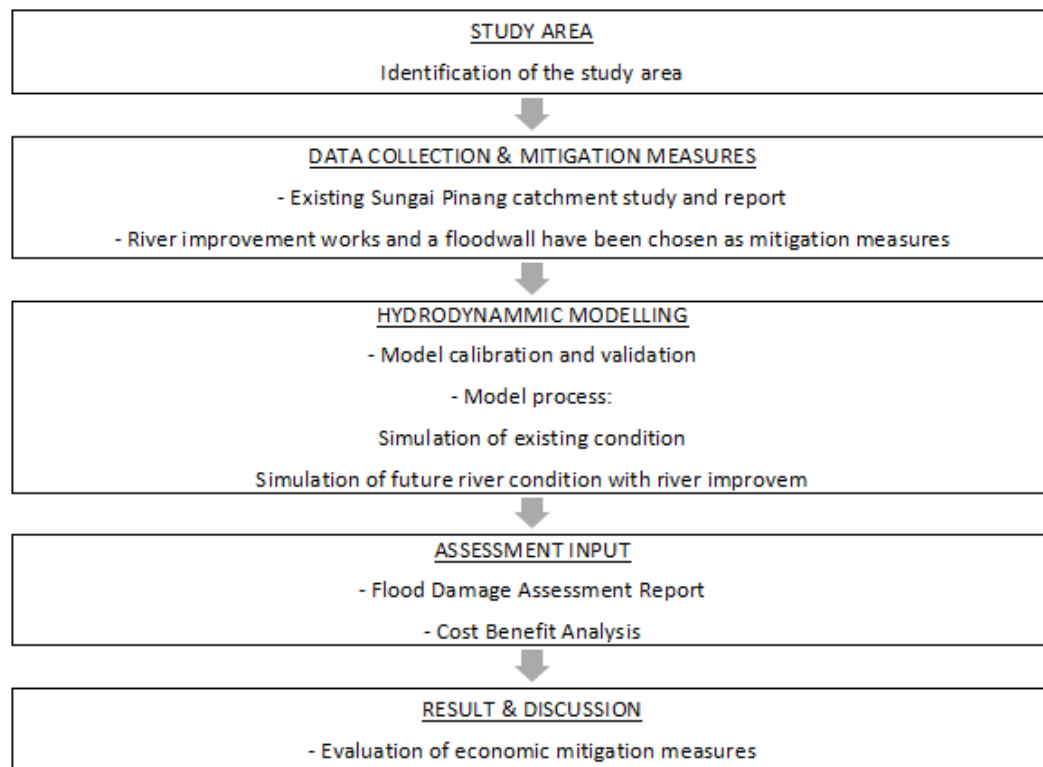 STUDY AREA
Identification of the study area
DATA COLLECTION & MITIGATION MEASURES
- Existing Sungai Pinang catchment study and report
- River improvement works and a floodwall have been chosen as mitigation measures
HYDRODYNAMMIC MODELLING
- Model calibration and validation
- Model process:
Simulation of existing condition
Simulation of future river condition with river improvem
ASSESSMENT INPUT
- Flood Damage Assessment Report
- Cost Benefit Analysis
RESULT & DISCUSSION
- Evaluation of economic mitigation measures